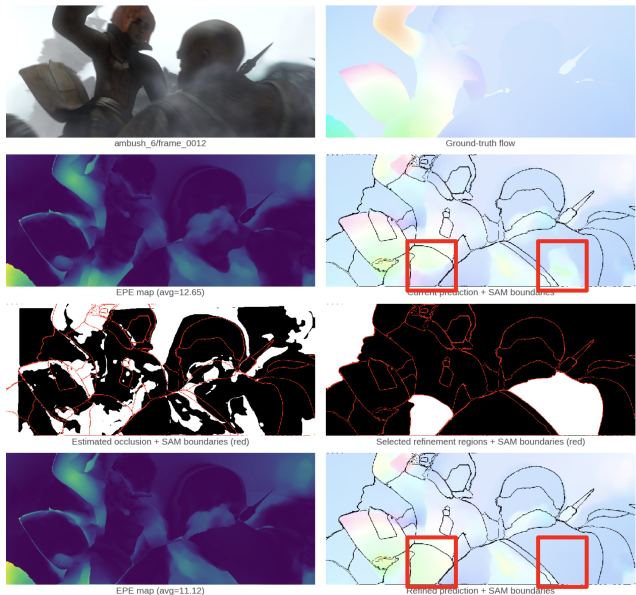 ambush_6/frame_0012
Ground-truth flow
EPE map (avg=12.65)
Current prediction + SAM boundaries
Estimated occlusion + SAM boundaries (red)
Selected refinement regions + SAM boundaries (red)
EPE map (avg=11.12)
Refined prediction + SAM boundaries